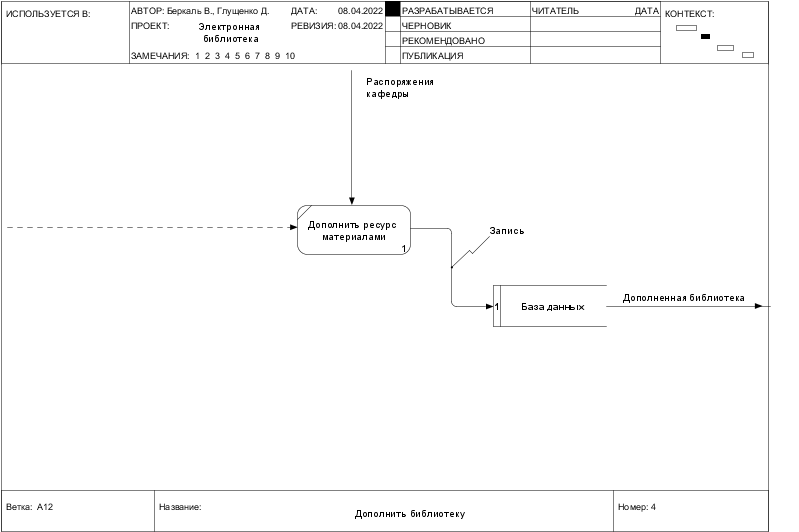 ИСПОЛЬЗУЕТСЯ В:
АВТОР: Беркаль В., Глущенко Д.
ДАТА: 08.04.2022
РАЗРАБАТЫВАЕТСЯ
ЧИТАТЕЛЬ ДАТА
КОНТЕКСТ:
ПРОЕКТ: Электронная
библиотека
РЕВИЗИЯ: 08.04.2022
ЧЕРНОВИК
РЕКОМЕНДОВАНО
ЗАМЕЧАНИЯ: 1 2 3 4 5 6 7 8 9 10
ПУБЛИКАЦИЯ
Распоряжения
кафедры
Дополнить ресурс
материалами
1
Запись
1 База данных
Дополненная библиотека
Ветка: A12
Название:
Дополнить библиотеку
Номер: 4